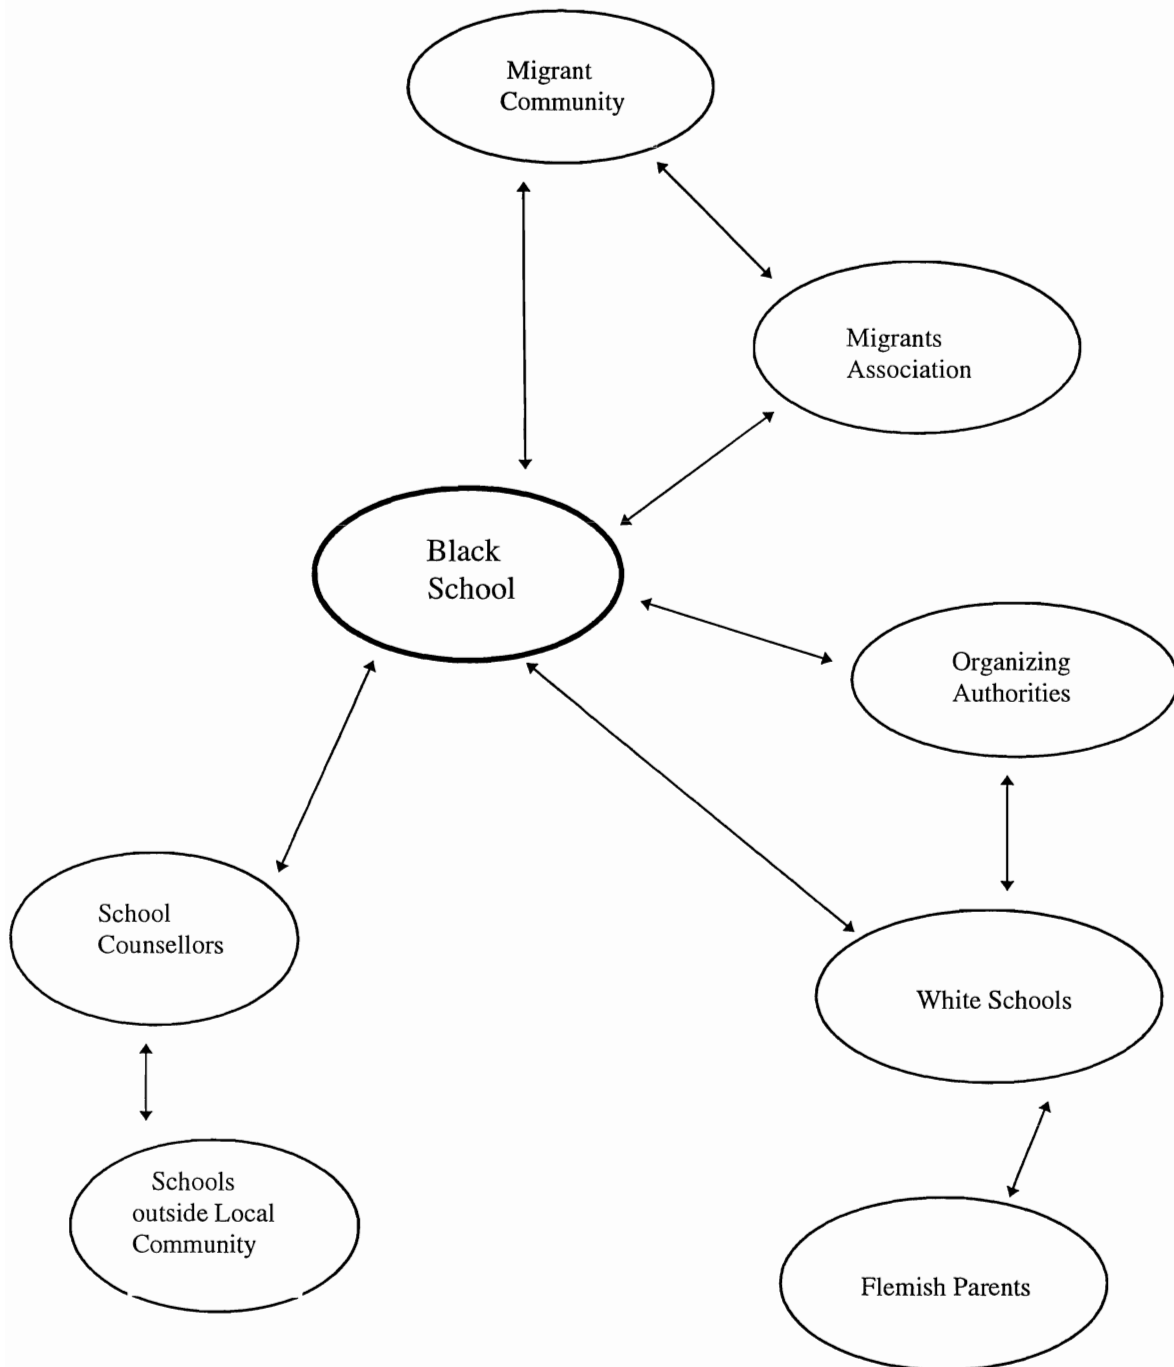 Migrant
Community
Migrants
Association
Black
School
Organizing
Authorities
School
Counsellors
White Schools
Schools
outside Local
Community
Flemish Parents